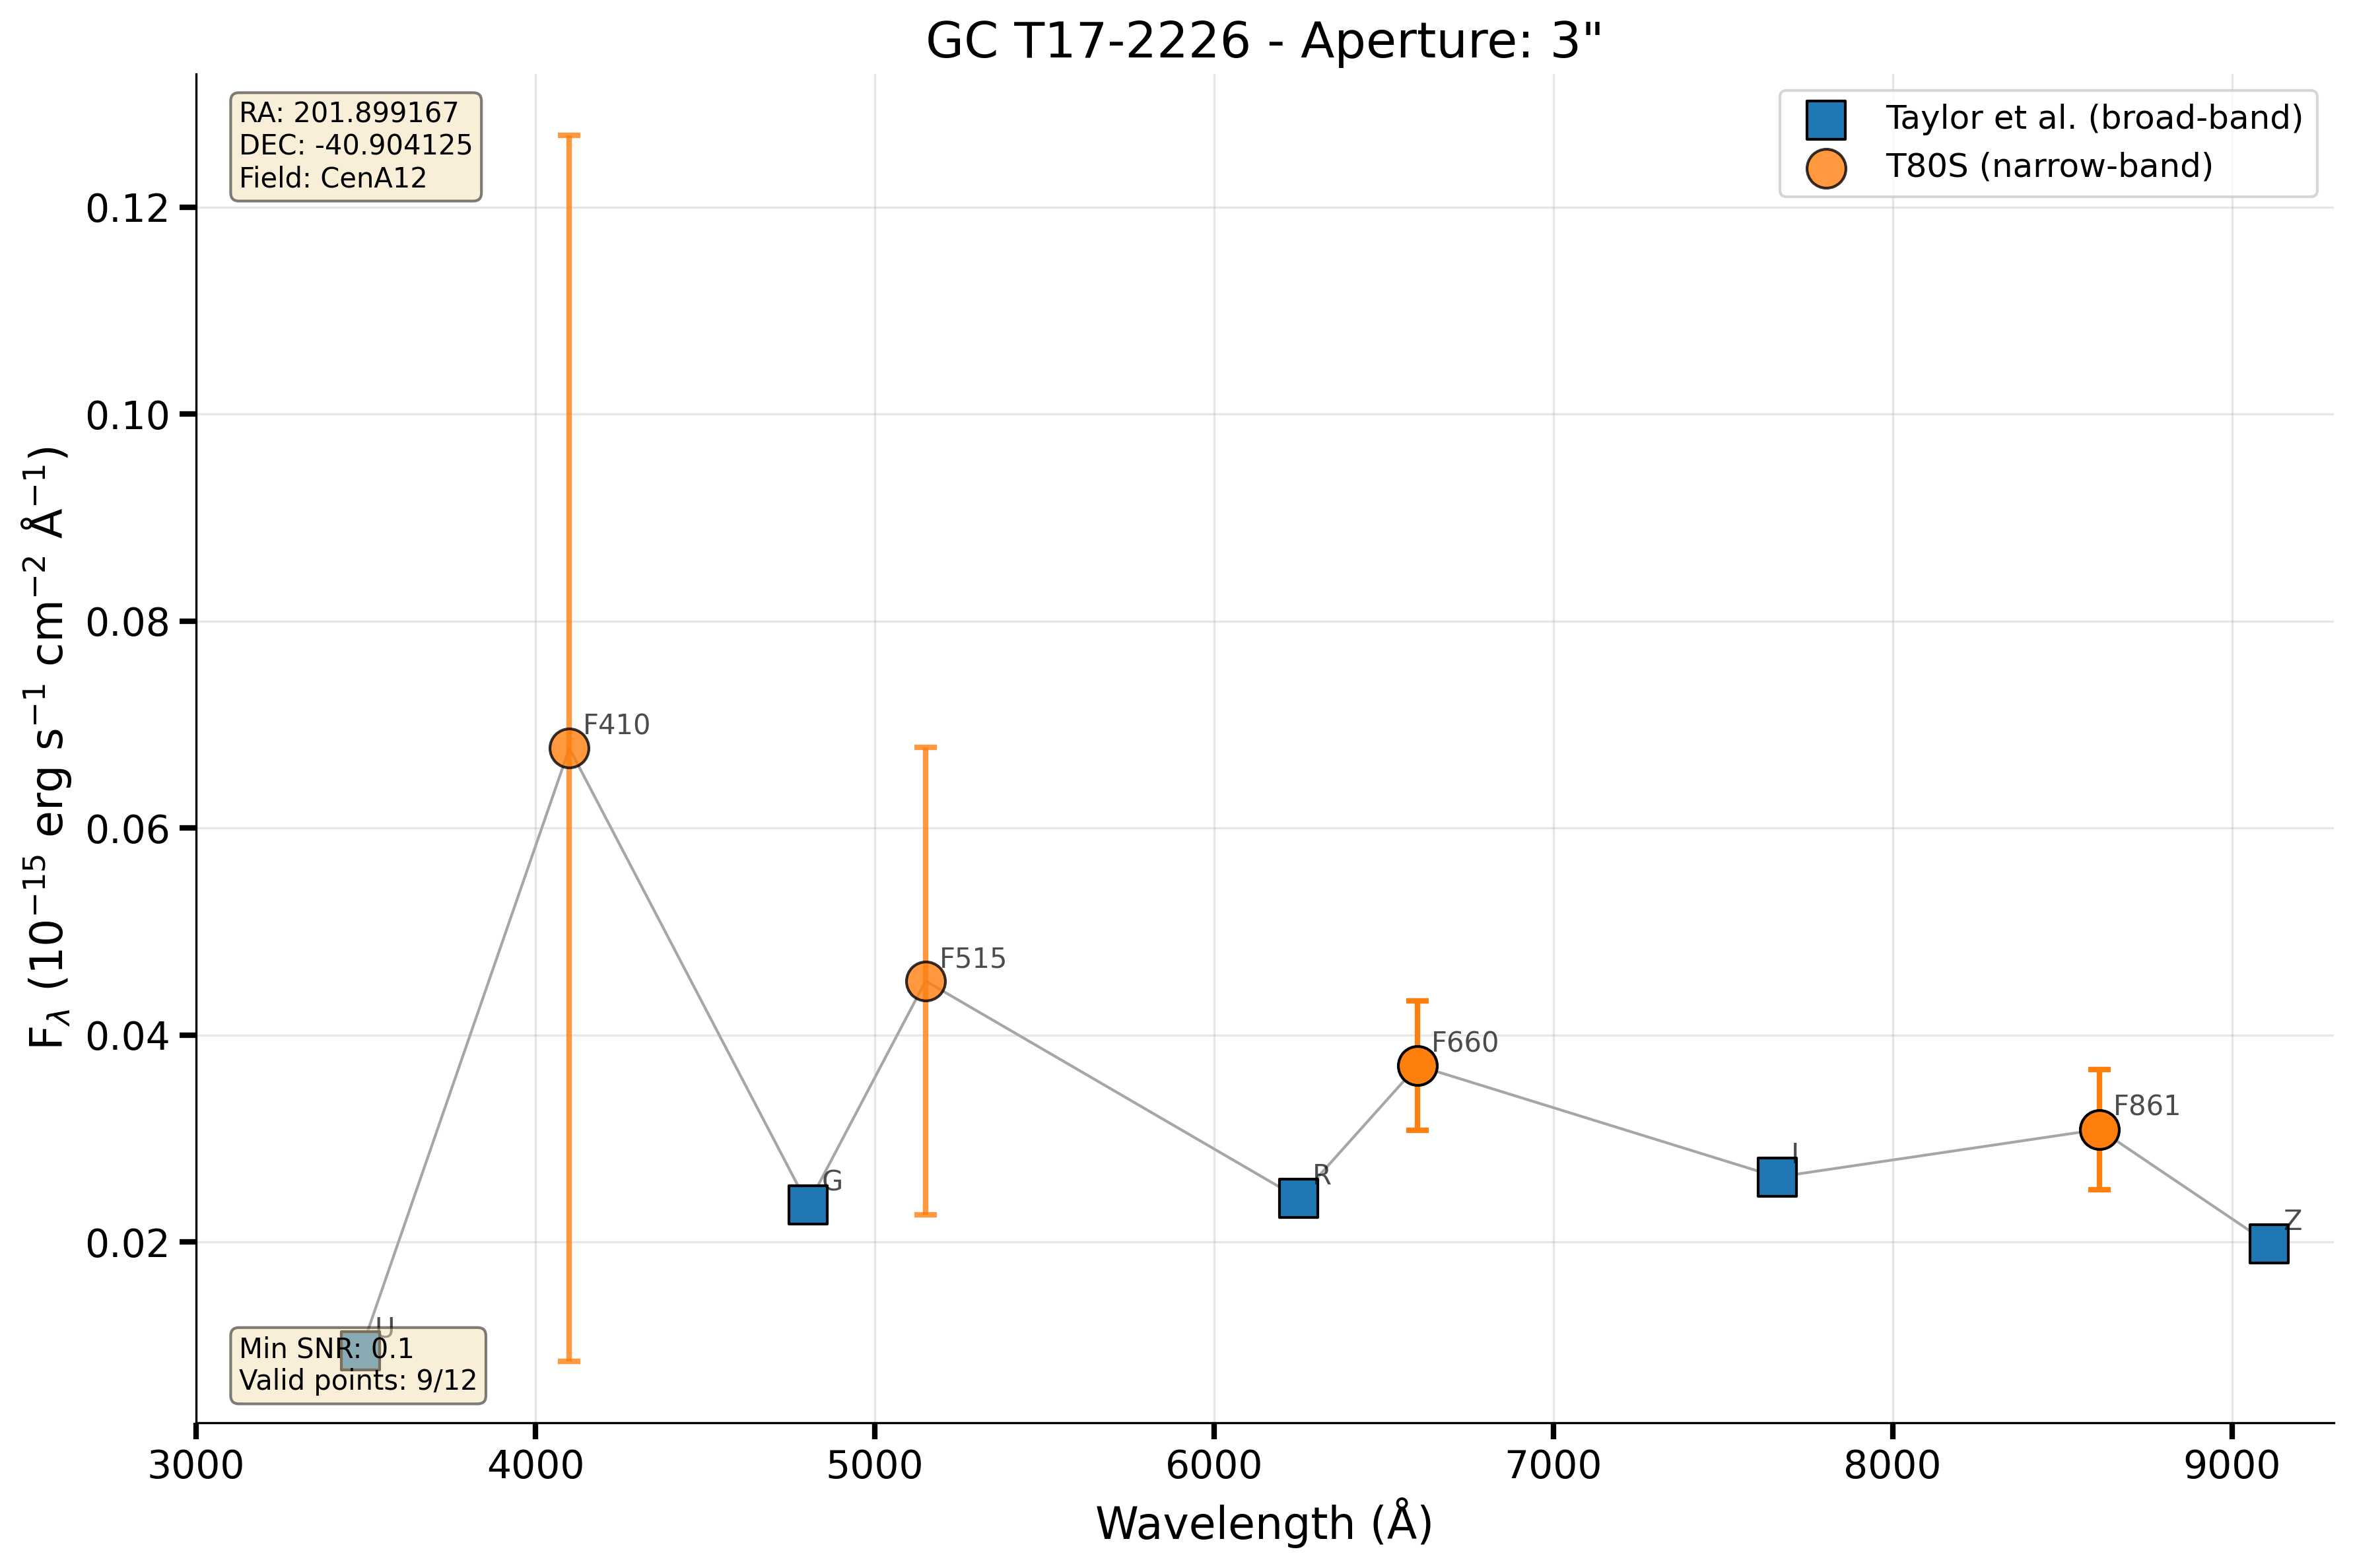 GC T17-2226 - Aperture: 3"
RA: 201.899167
DEC: -40.904125
Field: CenA12
Taylor et al. (broad-band)
T80S (narrow-band)
0.12
0.10
0.08
0.06
0.04
0.02
F_λ (10⁻¹⁵ erg s⁻¹ cm⁻² Å⁻¹)
F410
F515
F660
F861
I
G
R
Z
U
Min SNR: 0.1
Valid points: 9/12
3000 4000 5000 6000 7000 8000 9000
Wavelength (Å)